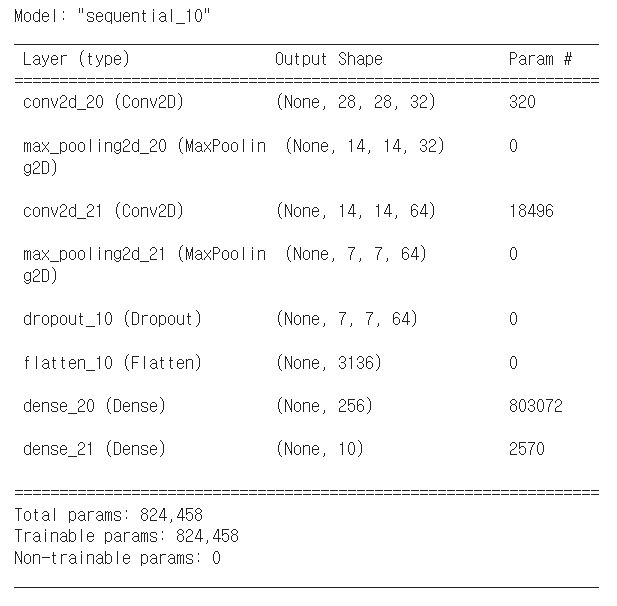 Model: "sequential_10"
Layer (type) Output Shape Param #
conv2d_20 (Conv2D) (None, 28, 28, 32) 320
max_pooling2d_20 (MaxPoolin (None, 14, 14, 32) 0
g2D)
conv2d_21 (Conv2D) (None, 14, 14, 64) 18496
max_pooling2d_21 (MaxPoolin (None, 7, 7, 64) 0
g2D)
dropout_10 (Dropout) (None, 7, 7, 64) 0
flatten_10 (Flatten) (None, 3136) 0
dense_20 (Dense) (None, 256) 803072
dense_21 (Dense) (None, 10) 2570
Total params: 824,458
Trainable params: 824,458
Non-trainable params: 0